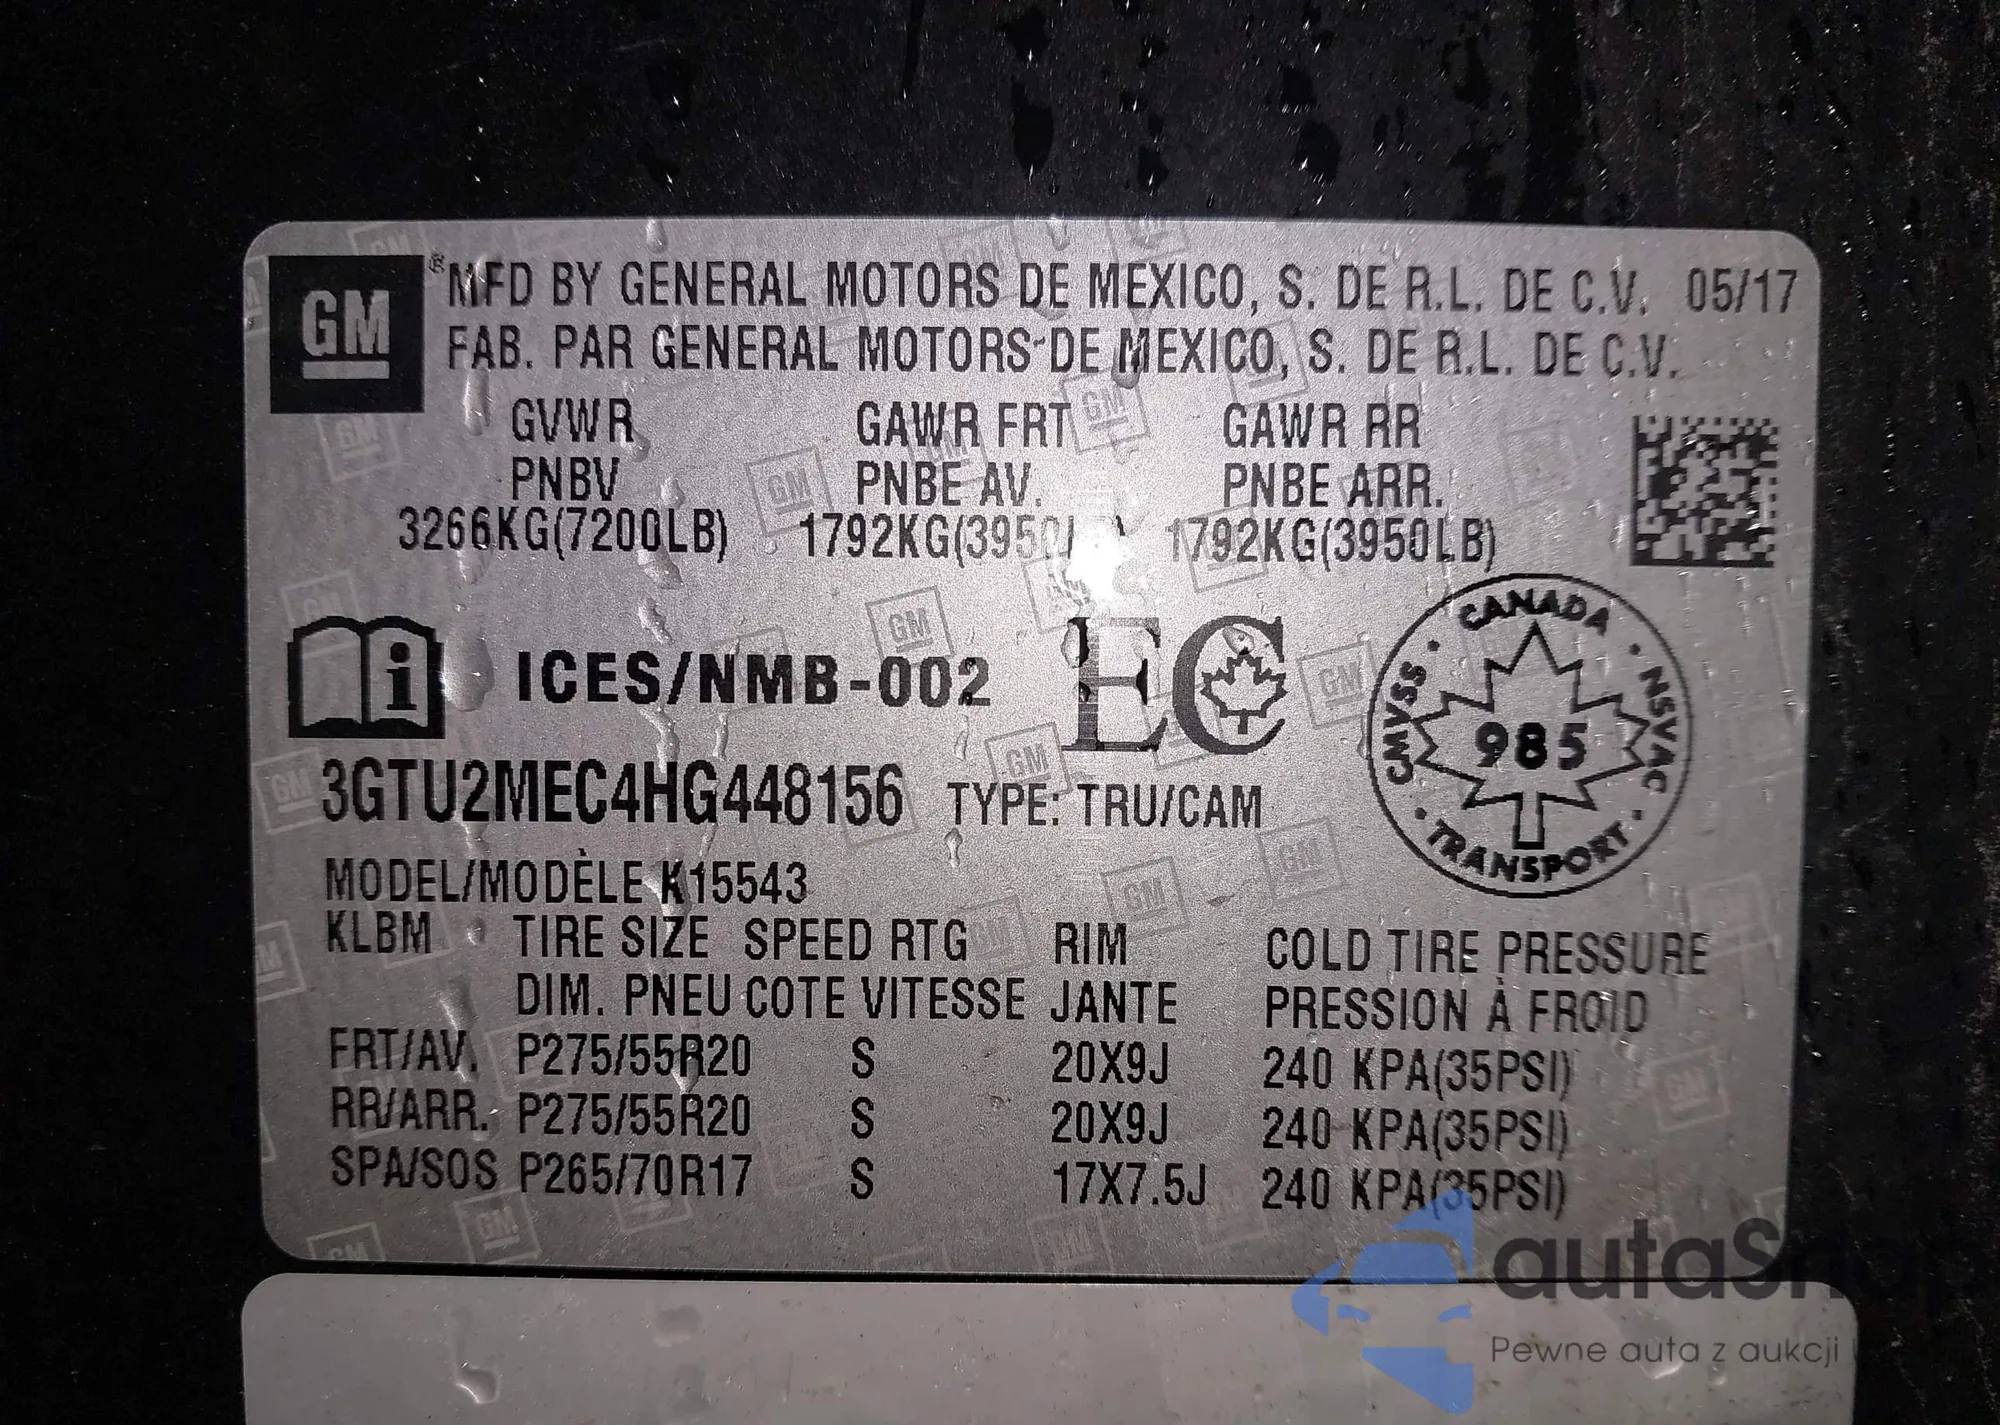 GM
®MFD BY GENERAL MOTORS DE MEXICO, S. DE R.L. DE C.V. 05/17
FAB. PAR GENERAL MOTORS DE MEXICO, S. DE R.L. DE C.V.
GVWR GAWR FRT GAWR RR
PNBV PNBE AV. PNBE ARR.
3266KG(7200LB) 1792KG(3950L 1792KG(3950LB)
i ICES/NMB-002 EC
CANADA
CMVSS · NSVAC
985
TRANSPORT
3GTU2MEC4HG448156 TYPE: TRU/CAM
MODEL/MODÈLE K15543
KLBM TIRE SIZE SPEED RTG RIM COLD TIRE PRESSURE
DIM. PNEU COTE VITESSE JANTE PRESSION À FROID
FRT/AV. P275/55R20 S 20X9J 240 KPA(35PSI)
RR/ARR. P275/55R20 S 20X9J 240 KPA(35PSI)
SPA/SOS P265/70R17 S 17X7.5J 240 KPA(35PSI)
autaSnap
Pewne auta z aukcji